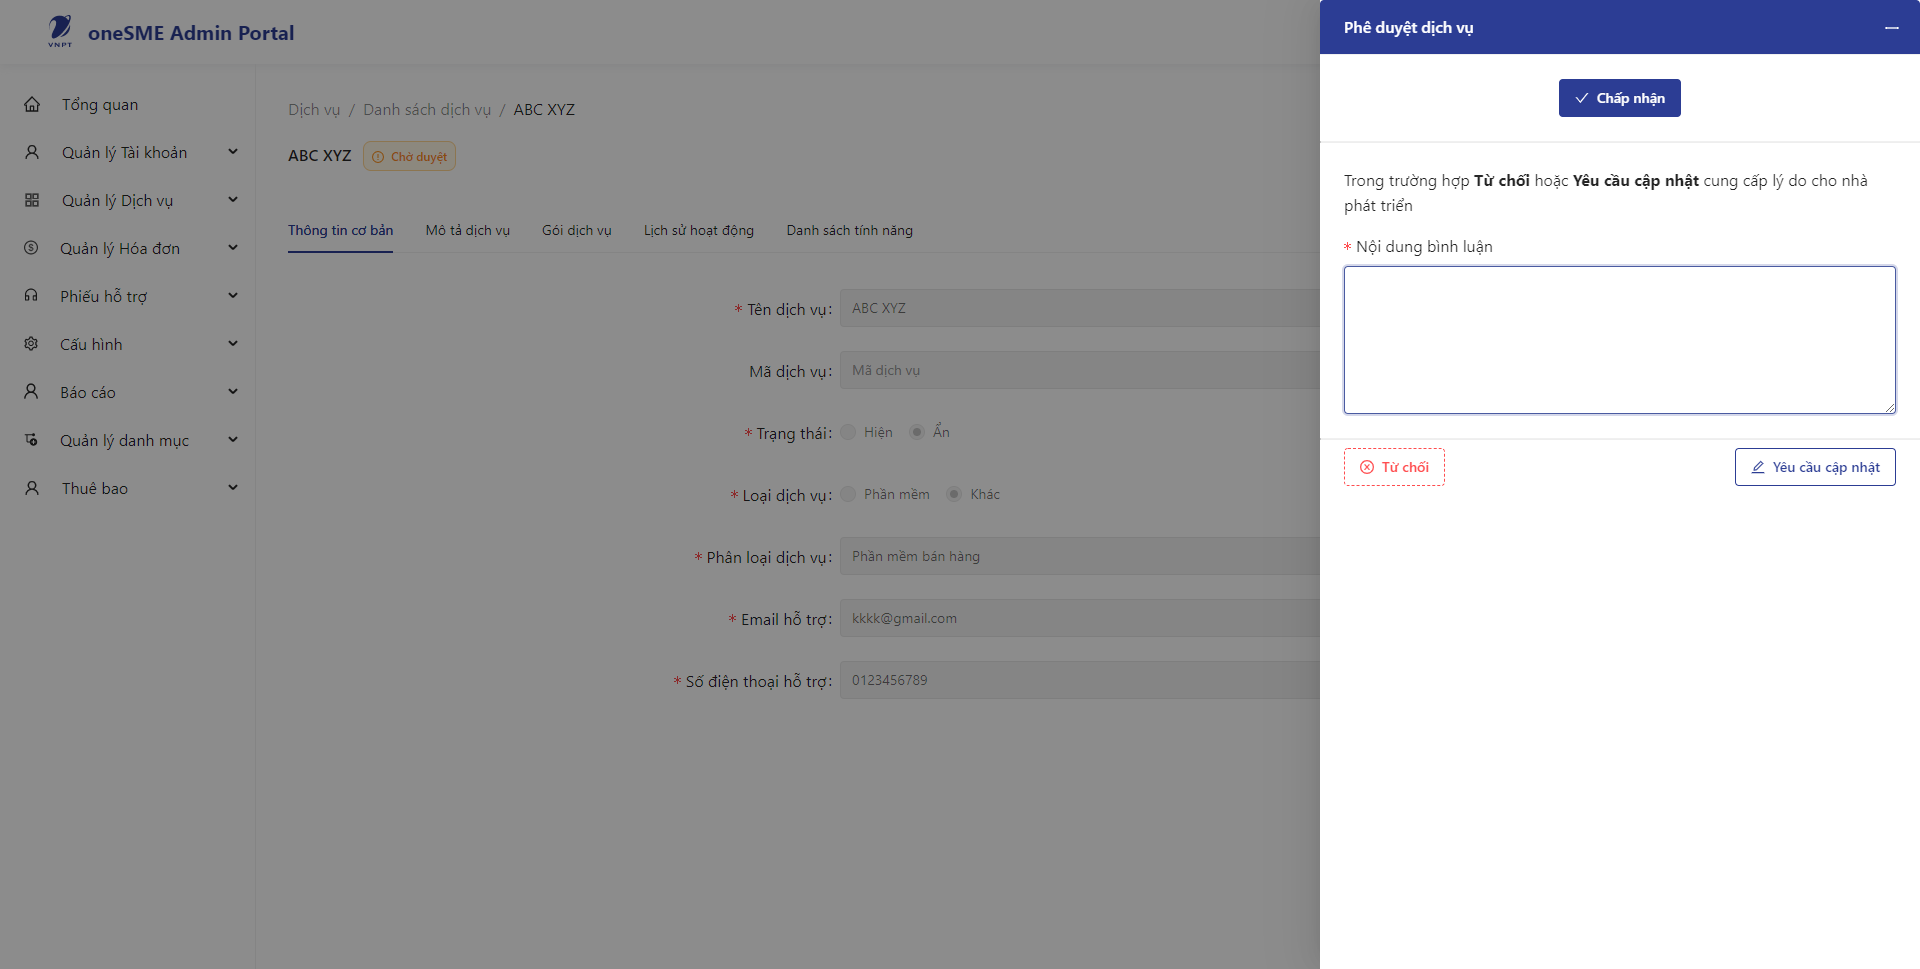 VNPT
oneSME Admin Portal
Tổng quan
Quản lý Tài khoản
Quản lý Dịch vụ
Quản lý Hóa đơn
Phiếu hỗ trợ
Cấu hình
Báo cáo
Quản lý danh mục
Thuê bao
Dịch vụ / Danh sách dịch vụ / ABC XYZ
ABC XYZ Chờ duyệt
Thông tin cơ bản Mô tả dịch vụ Gói dịch vụ Lịch sử hoạt động Danh sách tính năng
* Tên dịch vụ: ABC XYZ
Mã dịch vụ: Mã dịch vụ
* Trạng thái: Hiện Ẩn
* Loại dịch vụ: Phần mềm Khác
* Phân loại dịch vụ: Phần mềm bán hàng
* Email hỗ trợ: kkkk@gmail.com
* Số điện thoại hỗ trợ: 0123456789
Phê duyệt dịch vụ
Chấp nhận
Trong trường hợp Từ chối hoặc Yêu cầu cập nhật cung cấp lý do cho nhà
phát triển
* Nội dung bình luận
Từ chối
Yêu cầu cập nhật